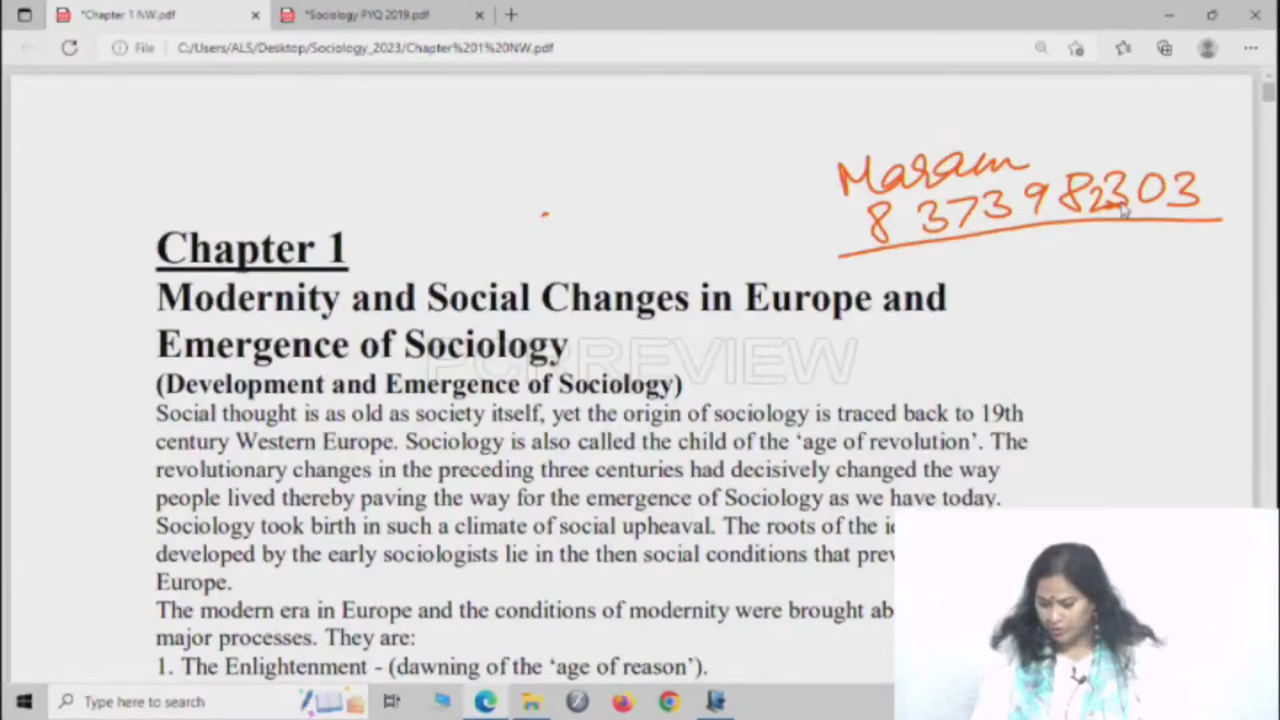 *Chapter 1 NW.pdf
*Sociology PYQ 2019.pdf
File
C:/Users/ALS/Desktop/Sociology_2023/Chapter%201%20NW.pdf
Maram
8373982303
Chapter 1
Modernity and Social Changes in Europe and
Emergence of Sociology
PCRREVIEW
(Development and Emergence of Sociology)
Social thought is as old as society itself, yet the origin of sociology is traced back to 19th
century Western Europe. Sociology is also called the child of the ‘age of revolution’. The
revolutionary changes in the preceding three centuries had decisively changed the way
people lived thereby paving the way for the emergence of Sociology as we have today.
Sociology took birth in such a climate of social upheaval. The roots of the
developed by the early sociologists lie in the then social conditions that
Europe.
The modern era in Europe and the conditions of modernity were brought
major processes. They are:
1. The Enlightenment - (dawning of the ‘age of reason’).
Type here to search